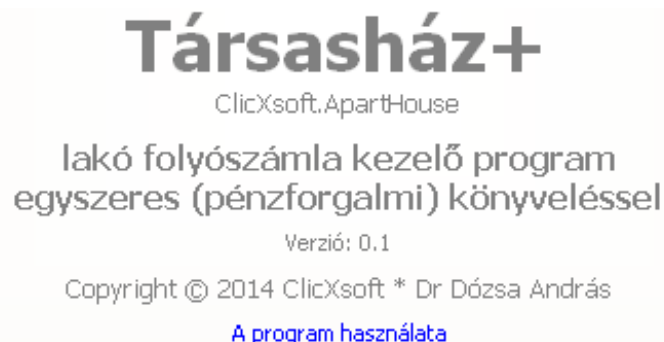 Társasház+
ClicXsoft.ApartHouse
lakó folyószámla kezelő program
egyszeres (pénzforgalmi) könyveléssel
Verzió: 0.1
Copyright © 2014 ClicXsoft * Dr Dózsa András
A program használata